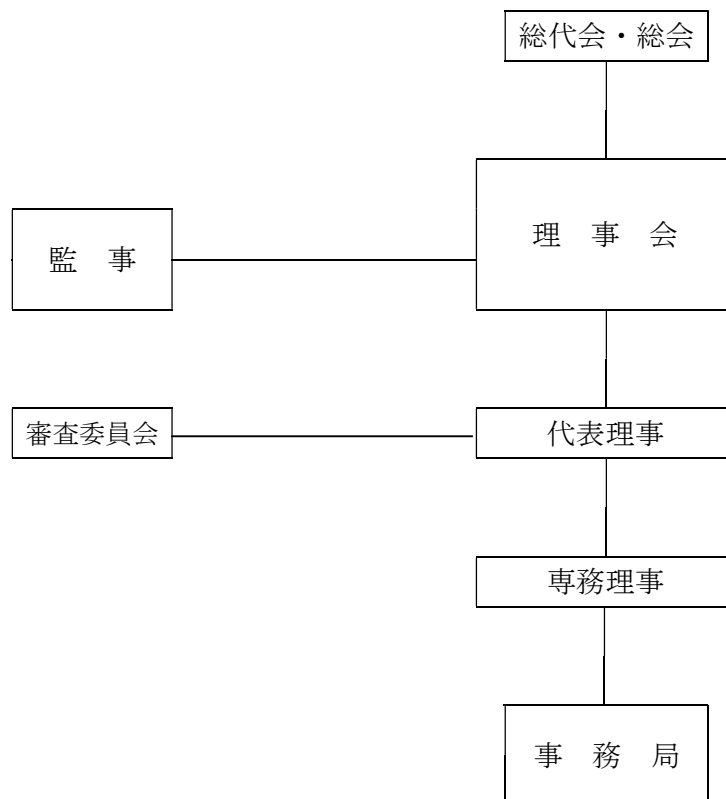 総代会・総会
理　事　会
監　事
審査委員会
代表理事
専務理事
事　務　局